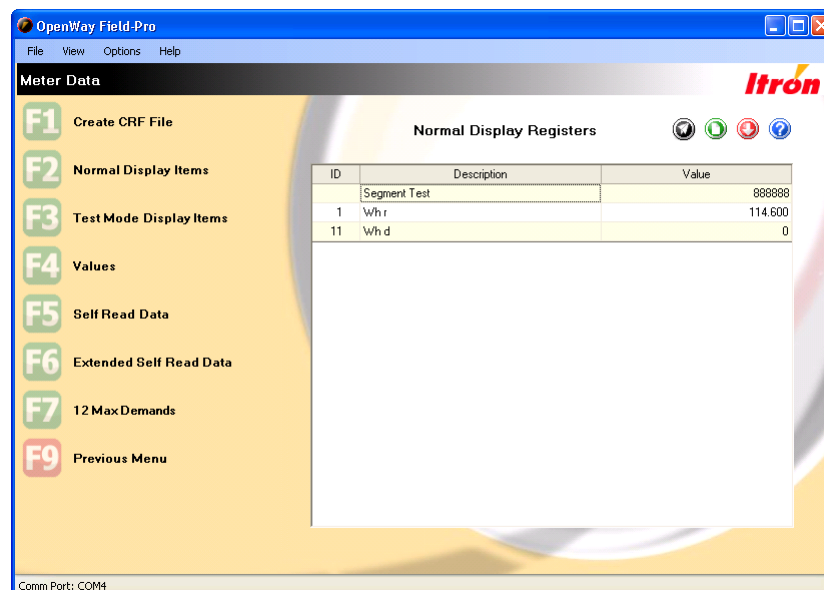 OpenWay Field-Pro
File View Options Help
Meter Data
Itron
F1 Create CRF File
F2 Normal Display Items
F3 Test Mode Display Items
F4 Values
F5 Self Read Data
F6 Extended Self Read Data
F7 12 Max Demands
F9 Previous Menu
Normal Display Registers
?
ID Description Value
Segment Test 888888
1 Wh r 114.600
11 Wh d 0
Comm Port: COM4